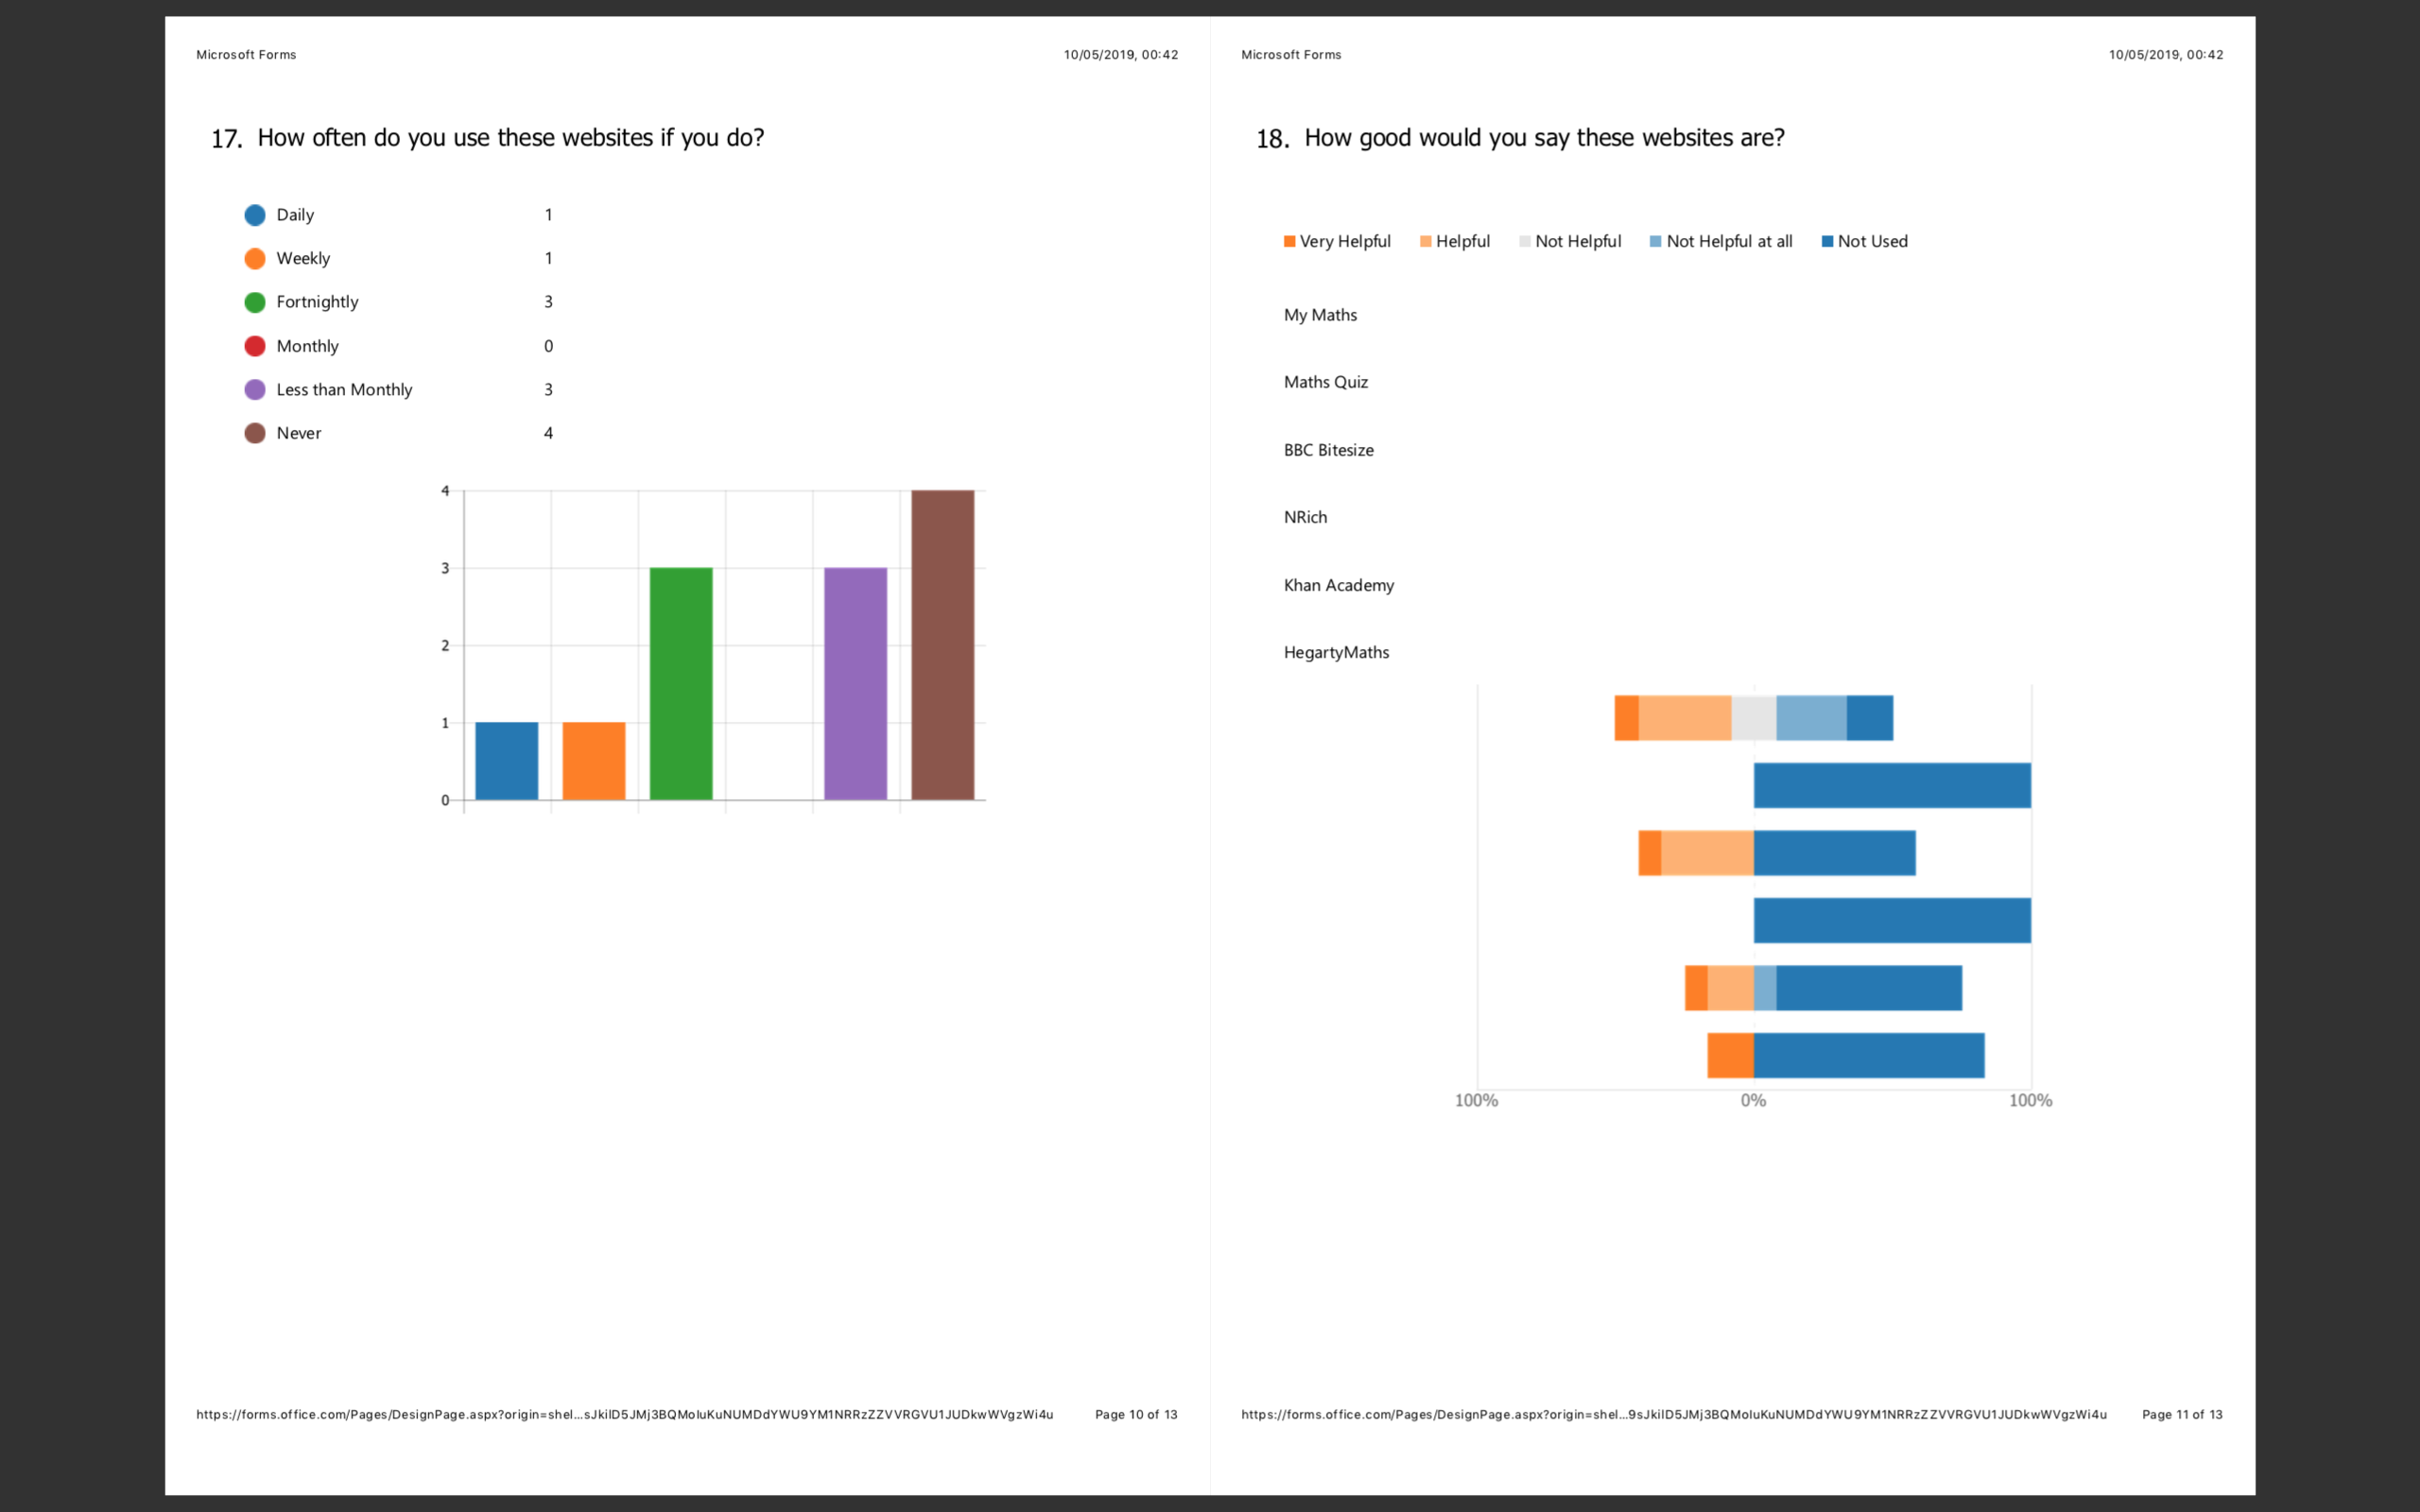 Microsoft Forms 10/05/2019, 00:42
17. How often do you use these websites if you do?
Daily 1
Weekly 1
Fortnightly 3
Monthly 0
Less than Monthly 3
Never 4
4
3
2
1
0
https://forms.office.com/Pages/DesignPage.aspx?origin=shel...sJkilD5JMj3BQMoluKuNUMDdYWU9YM1NRRzZZVVRGVU1JUDkwWVgzWi4u Page 10 of 13
Microsoft Forms 10/05/2019, 00:42
18. How good would you say these websites are?
Very Helpful Helpful Not Helpful Not Helpful at all Not Used
My Maths
Maths Quiz
BBC Bitesize
NRich
Khan Academy
HegartyMaths
100% 0% 100%
https://forms.office.com/Pages/DesignPage.aspx?origin=shel...9sJkilD5JMj3BQMoluKuNUMDdYWU9YM1NRRzZZVVRGVU1JUDkwWVgzWi4u Page 11 of 13